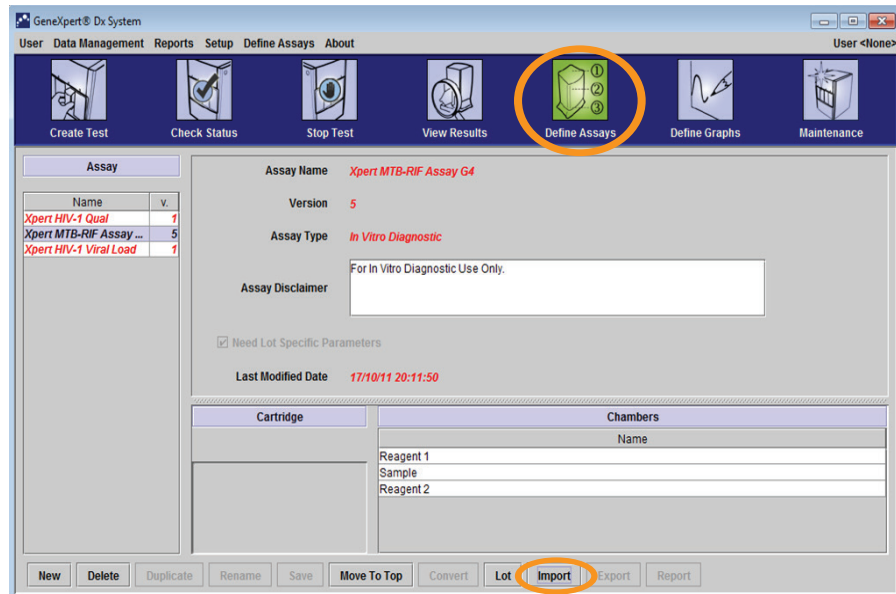 GeneXpert® Dx System
User Data Management Reports Setup Define Assays About User <None>
Create Test Check Status Stop Test View Results Define Assays Define Graphs Maintenance
1
2
3
Assay
Name v.
Xpert HIV-1 Qual 1
Xpert MTB-RIF Assay ... 5
Xpert HIV-1 Viral Load 1
Assay Name Xpert MTB-RIF Assay G4
Version 5
Assay Type In Vitro Diagnostic
Assay Disclaimer For In Vitro Diagnostic Use Only.
Need Lot Specific Parameters
Last Modified Date 17/10/11 20:11:50
Cartridge Chambers
Name
Reagent 1
Sample
Reagent 2
New Delete Duplicate Rename Save Move To Top Convert Lot Import Export Report